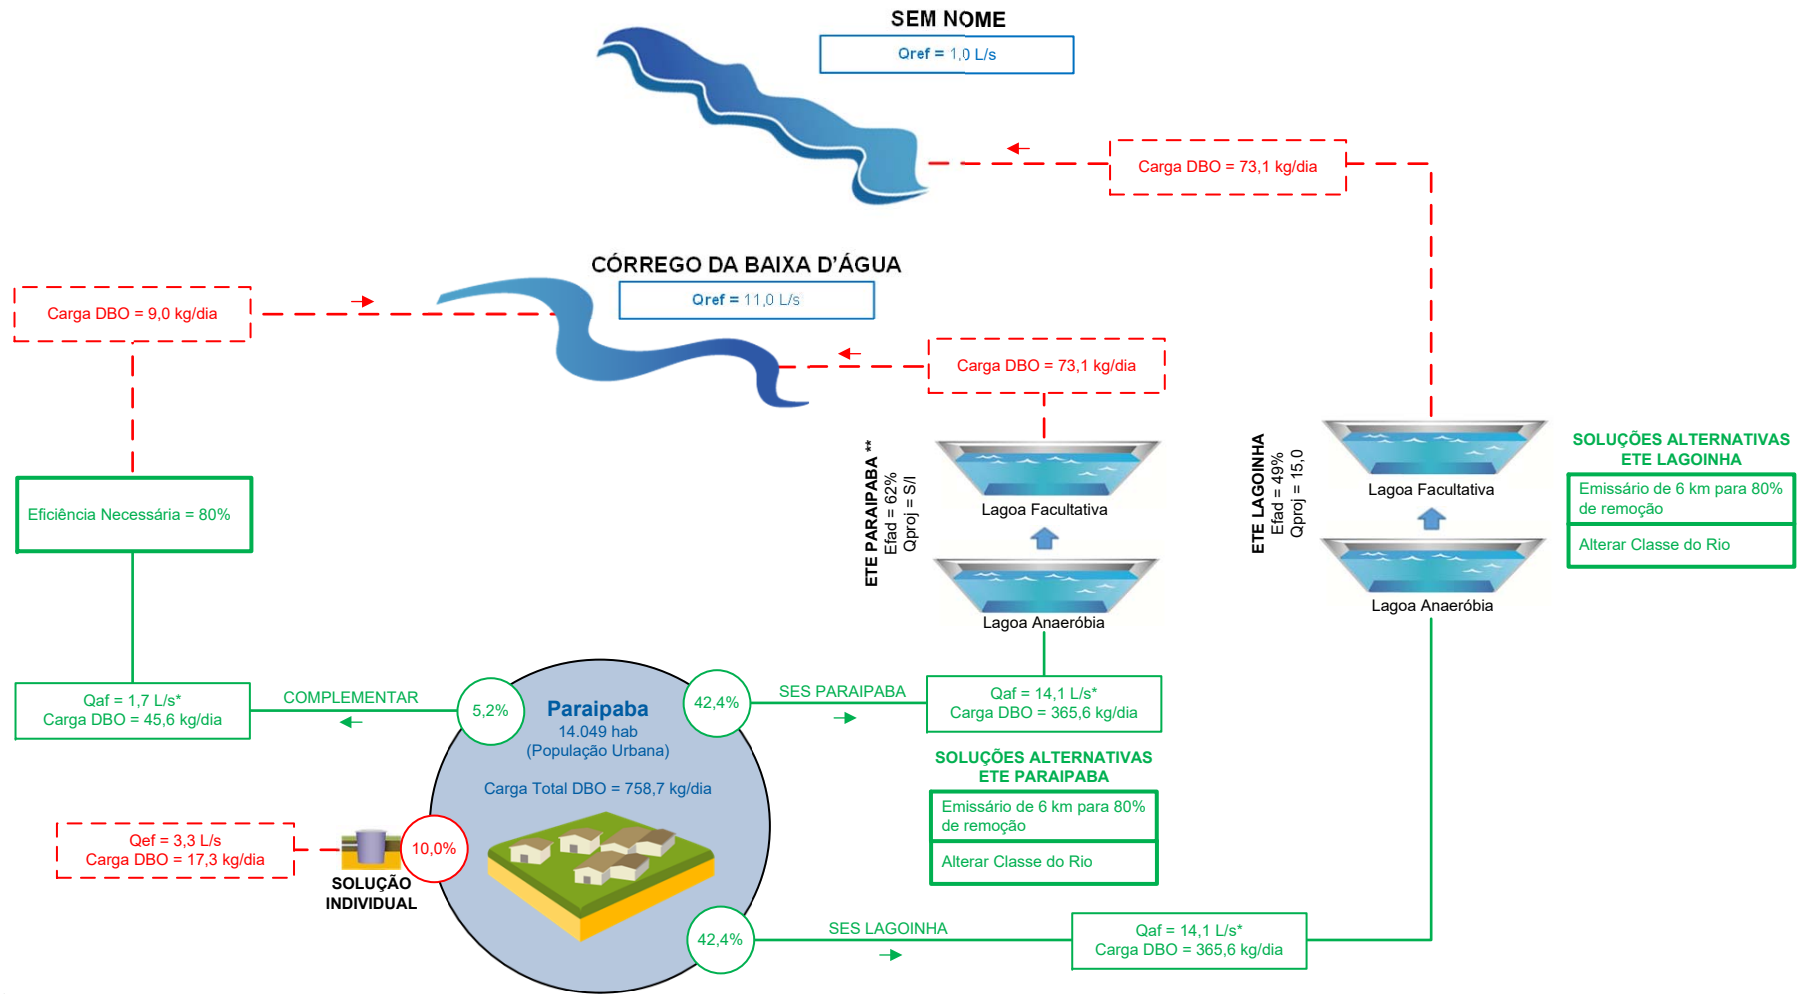 SEM NOME
Qref = 1,0 L/s
Carga DBO = 73,1 kg/dia
CÓRREGO DA BAIXA D'ÁGUA
Qref = 11,0 L/s
Carga DBO = 9,0 kg/dia
Carga DBO = 73,1 kg/dia
ETE PARAIPABA **
Efad = 62%
Qproj = S/I
Lagoa Facultativa
Lagoa Anaeróbia
ETE LAGOINHA
Efad = 49%
Qproj = 15,0
Lagoa Facultativa
Lagoa Anaeróbia
SOLUÇÕES ALTERNATIVAS
ETE LAGOINHA
Emissário de 6 km para 80%
de remoção
Alterar Classe do Rio
Eficiência Necessária = 80%
Qaf = 1,7 L/s*
Carga DBO = 45,6 kg/dia
COMPLEMENTAR
5,2%
Paraipaba
14.049 hab
(População Urbana)
Carga Total DBO = 758,7 kg/dia
42,4%
SES PARAIPABA
Qaf = 14,1 L/s*
Carga DBO = 365,6 kg/dia
SOLUÇÕES ALTERNATIVAS
ETE PARAIPABA
Emissário de 6 km para 80%
de remoção
Alterar Classe do Rio
Qef = 3,3 L/s
Carga DBO = 17,3 kg/dia
SOLUÇÃO
INDIVIDUAL
10,0%
42,4%
SES LAGOINHA
Qaf = 14,1 L/s*
Carga DBO = 365,6 kg/dia